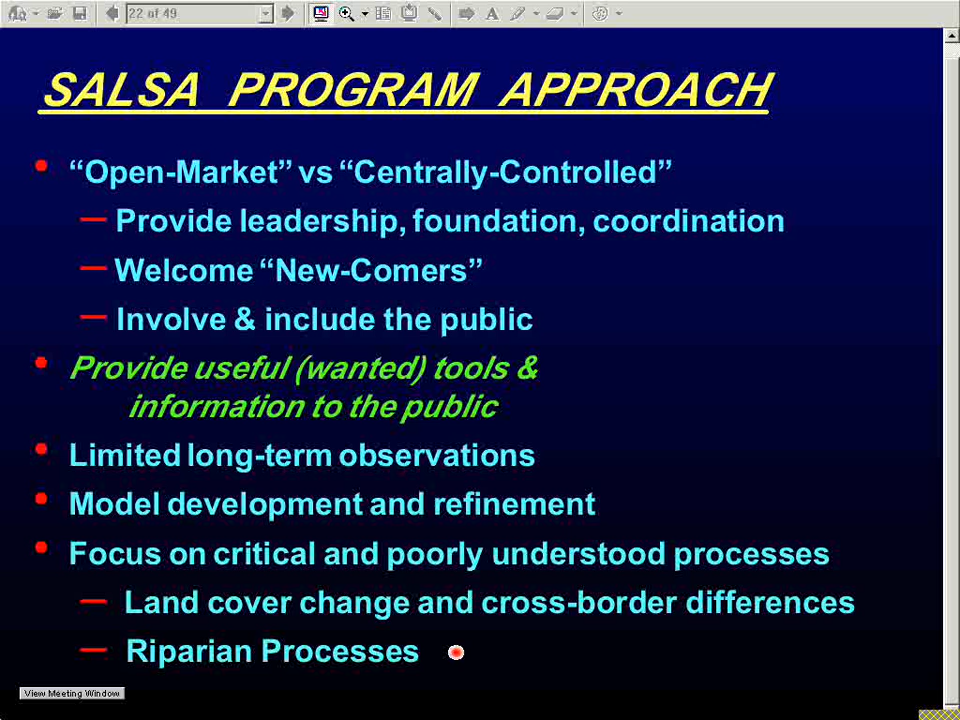 22 of 49
SALSA PROGRAM APPROACH
• “Open-Market” vs “Centrally-Controlled”
– Provide leadership, foundation, coordination
– Welcome “New-Comers”
– Involve & include the public
• Provide useful (wanted) tools &
information to the public
• Limited long-term observations
• Model development and refinement
• Focus on critical and poorly understood processes
– Land cover change and cross-border differences
– Riparian Processes
View Meeting Window